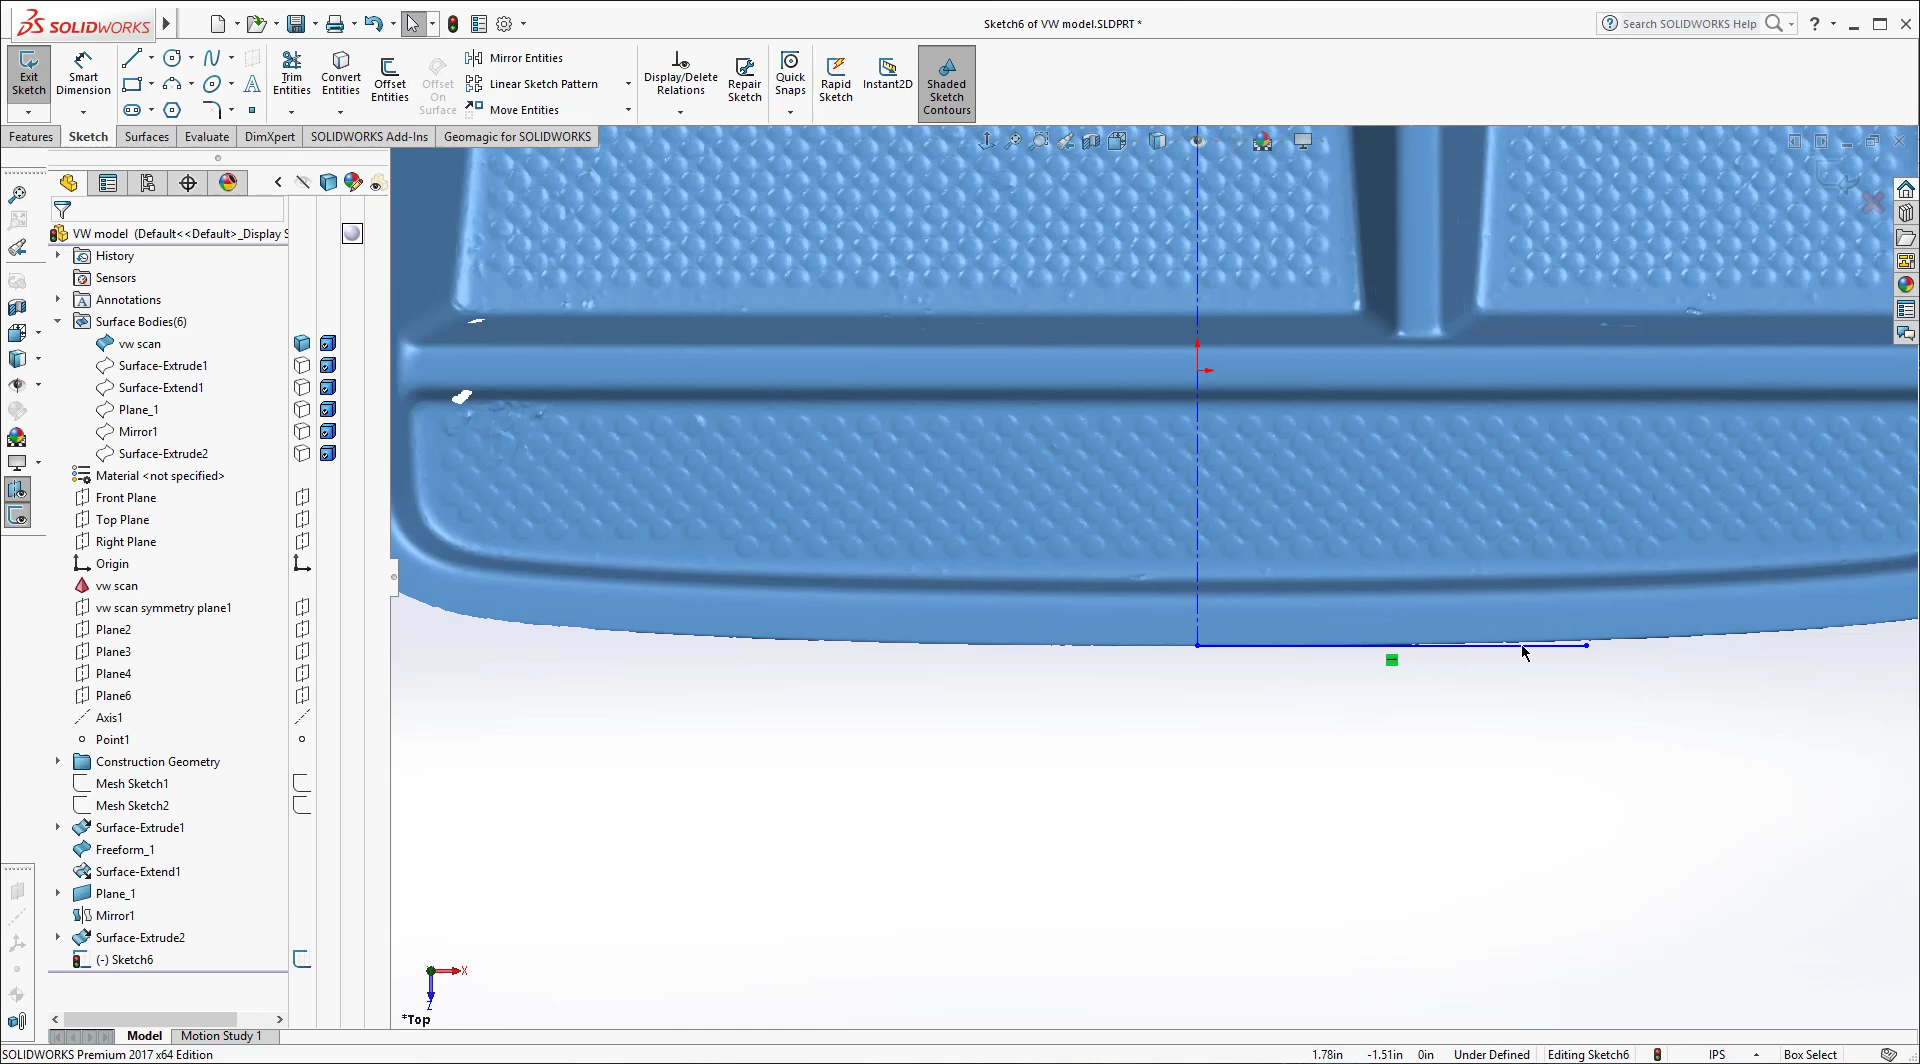 SOLIDWORKS
Sketch6 of VW model.SLDPRT *
Search SOLIDWORKS Help
?
Exit Sketch
Smart Dimension
Trim Entities
Convert Entities
Offset Entities
Offset On Surface
Mirror Entities
Linear Sketch Pattern
Move Entities
Display/Delete Relations
Repair Sketch
Quick Snaps
Rapid Sketch
Instant2D
Shaded Sketch Contours
Features
Sketch
Surfaces
Evaluate
DimXpert
SOLIDWORKS Add-Ins
Geomagic for SOLIDWORKS
VW model (Default<<Default>_Display S
History
Sensors
Annotations
Surface Bodies(6)
vw scan
Surface-Extrude1
Surface-Extend1
Plane_1
Mirror1
Surface-Extrude2
Material <not specified>
Front Plane
Top Plane
Right Plane
Origin
vw scan
vw scan symmetry plane1
Plane2
Plane3
Plane4
Plane6
Axis1
Point1
Construction Geometry
Mesh Sketch1
Mesh Sketch2
Surface-Extrude1
Freeform_1
Surface-Extend1
Plane_1
Mirror1
Surface-Extrude2
(-) Sketch6
X
Z
*Top
Model
Motion Study 1
SOLIDWORKS Premium 2017 x64 Edition
1.78in
-1.51in
0in
Under Defined
Editing Sketch6
IPS
Box Select